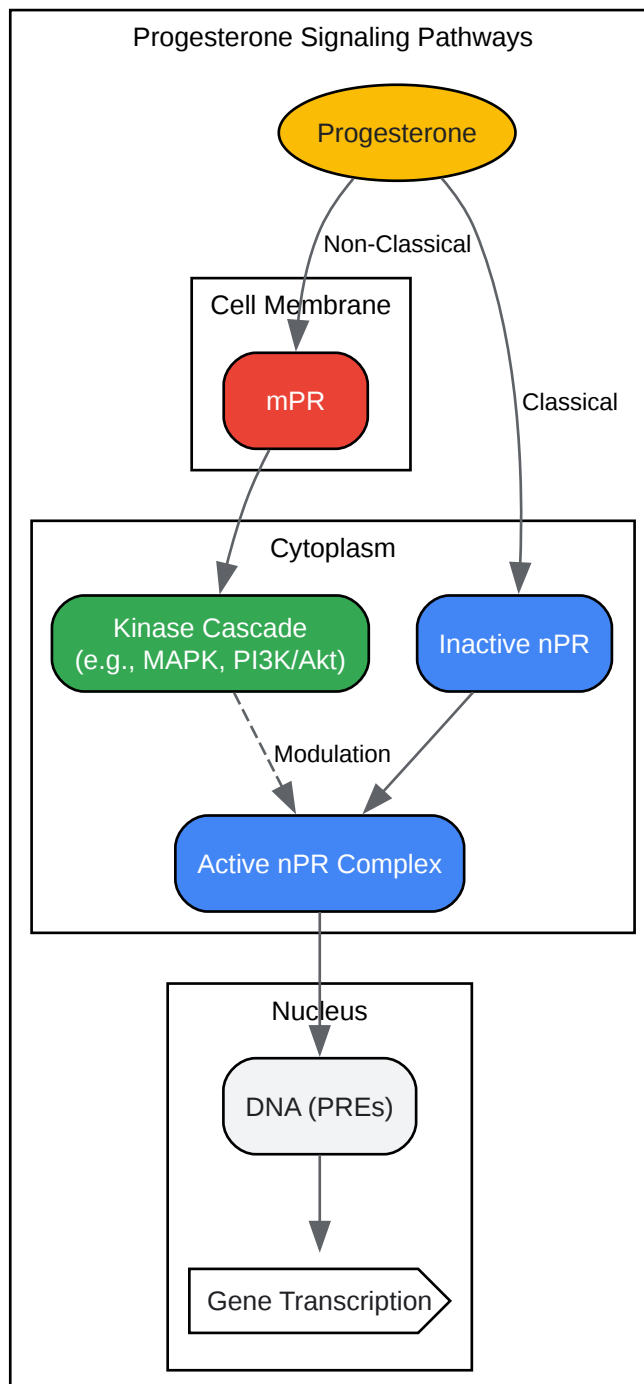 Progesterone Signaling Pathways
Progesterone
Non-Classical
Cell Membrane
mPR
Classical
Cytoplasm
Kinase Cascade
(e.g., MAPK, PI3K/Akt)
Inactive nPR
Modulation
Active nPR Complex
Nucleus
DNA (PREs)
Gene Transcription